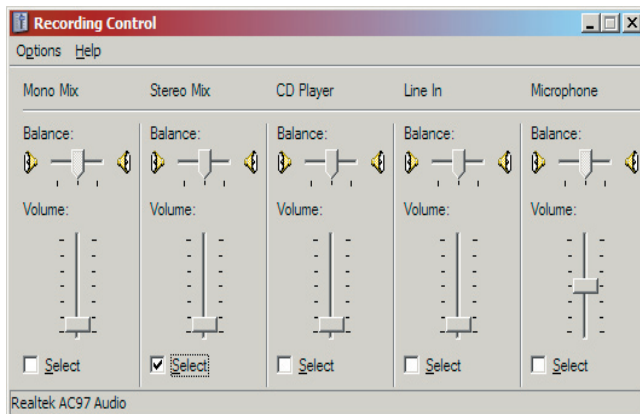 Recording Control
Options Help
Mono Mix Stereo Mix CD Player Line In Microphone
Balance: Balance: Balance: Balance: Balance:
Volume: Volume: Volume: Volume: Volume:
Select Select Select Select Select
Realtek AC97 Audio